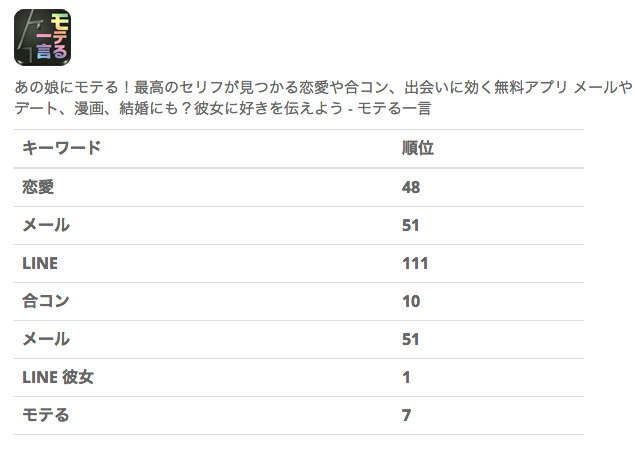 モテる
一言
あの娘にモテる！最高のセリフが見つかる恋愛や合コン、出会いに効く無料アプリ メールや
デート、漫画、結婚にも？彼女に好きを伝えよう - モテる一言
キーワード 順位
恋愛 48
メール 51
LINE 111
合コン 10
メール 51
LINE 彼女 1
モテる 7